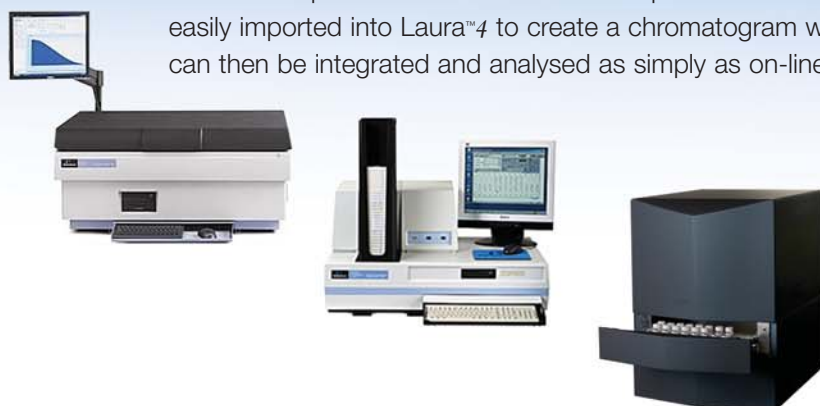 easily imported into Laura™4 to create a chromatogram w
can then be integrated and analysed as simply as on-line